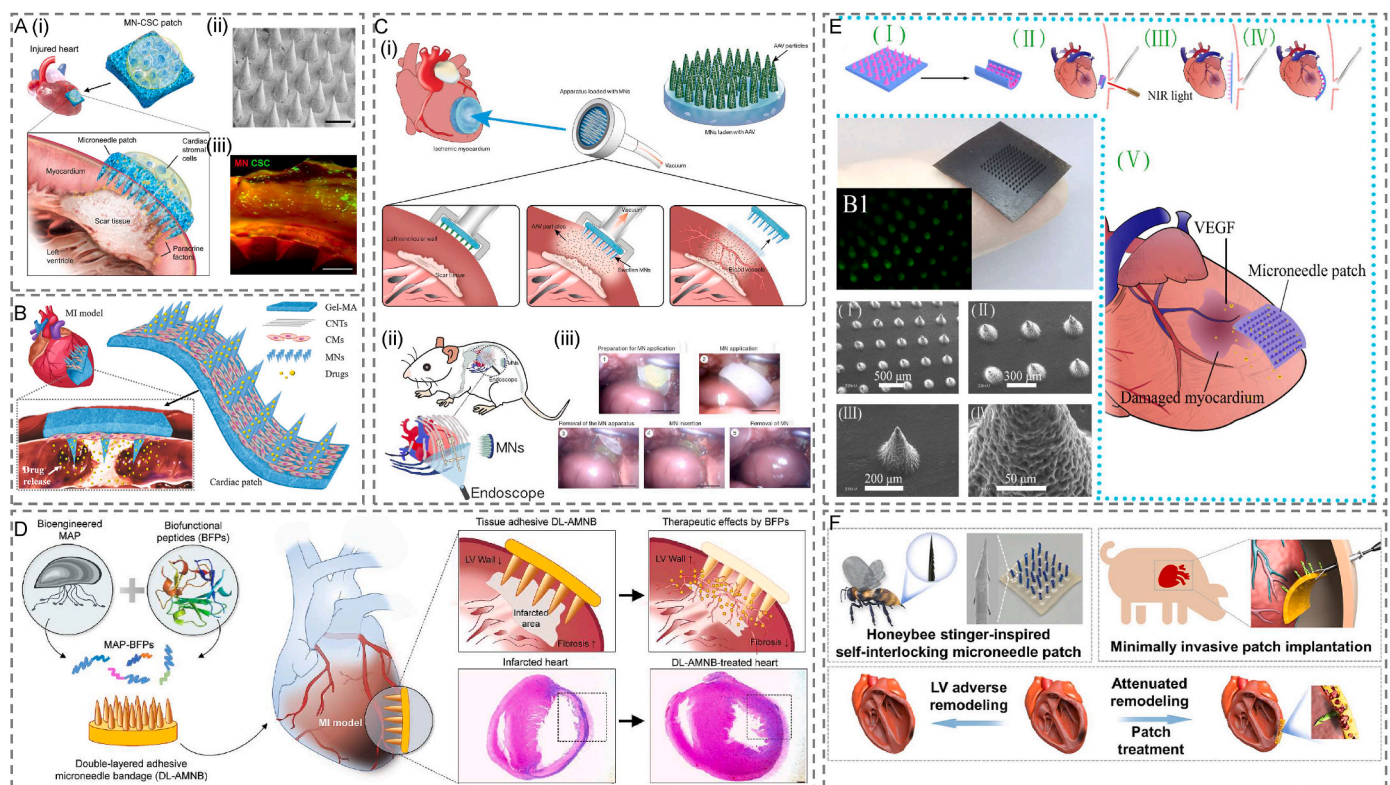 A
(i)
MN-CSC patch
Injured heart
Microneedle patch
Cardiac
stromal
cells
Myocardium
Scar tissue
Left
ventricle
Paracrine
factors
(ii)
(iii)
MN CSC
B
MI model
Gel-MA
CNTs
CMs
MNs
Drugs
Drug
release
Cardiac patch
C
(i)
AAV particles
Apparatus loaded with MNs
MNs laden with AAV
Ischemic myocardium
Vacuum
Left ventricular wall
Scar tissue
Vacuum
AAV particles
Swollen MNs
Blood vessels
(ii)
MNs
Endoscope
MNs
Endoscope
(iii)
Preparation for MN application
1
MN application
2
Removal of the MN apparatus
3
MN insertion
4
Removal of MN
5
D
Bioengineered
MAP
Biofunctional
peptides (BFPs)
MAP-BFPs
Double-layered adhesive
microneedle bandage (DL-AMNB)
MI model
Tissue adhesive DL-AMNB
LV Wall ↓
Infarcted
area
Fibrosis ↑
Therapeutic effects by BFPs
LV Wall ↑
Fibrosis ↓
Infarcted heart
DL-AMNB-treated heart
E
(I)
(II)
(III)
(IV)
NIR light
B1
(V)
VEGF
Microneedle patch
Damaged myocardium
(I)
500 μm
(II)
300 μm
(III)
200 μm
(IV)
50 μm
F
Honeybee stinger-inspired
self-interlocking microneedle patch
Minimally invasive patch implantation
LV adverse
remodeling
Attenuated
remodeling
Patch
treatment